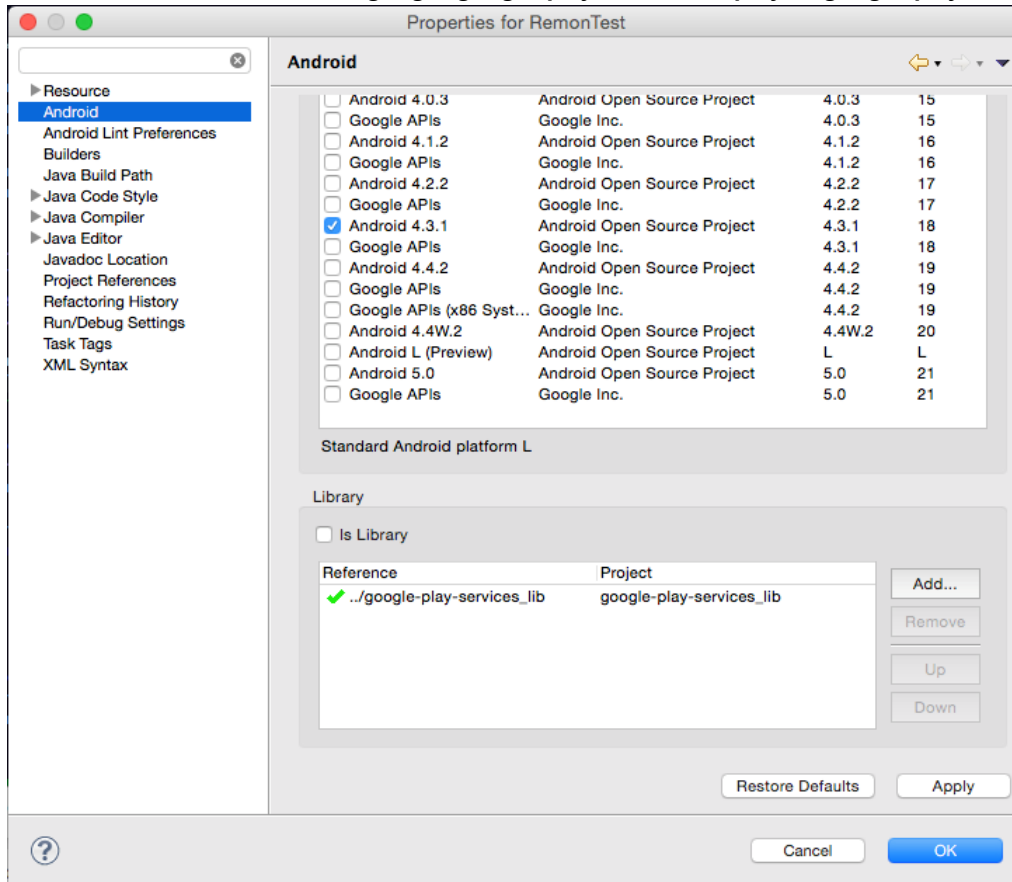 Properties for RemonTest
Android
Resource
Android
Android Lint Preferences
Builders
Java Build Path
Java Code Style
Java Compiler
Java Editor
Javadoc Location
Project References
Refactoring History
Run/Debug Settings
Task Tags
XML Syntax
Android 4.0.3 Android Open Source Project 4.0.3 15
Google APIs Google Inc. 4.0.3 15
Android 4.1.2 Android Open Source Project 4.1.2 16
Google APIs Google Inc. 4.1.2 16
Android 4.2.2 Android Open Source Project 4.2.2 17
Google APIs Google Inc. 4.2.2 17
Android 4.3.1 Android Open Source Project 4.3.1 18
Google APIs Google Inc. 4.3.1 18
Android 4.4.2 Android Open Source Project 4.4.2 19
Google APIs Google Inc. 4.4.2 19
Google APIs (x86 Syst... Google Inc. 4.4.2 19
Android 4.4W.2 Android Open Source Project 4.4W.2 20
Android L (Preview) Android Open Source Project L L
Android 5.0 Android Open Source Project 5.0 21
Google APIs Google Inc. 5.0 21
Standard Android platform L
Library
Is Library
Reference Project
../google-play-services_lib google-play-services_lib
Add...
Remove
Up
Down
Restore Defaults Apply
? Cancel OK